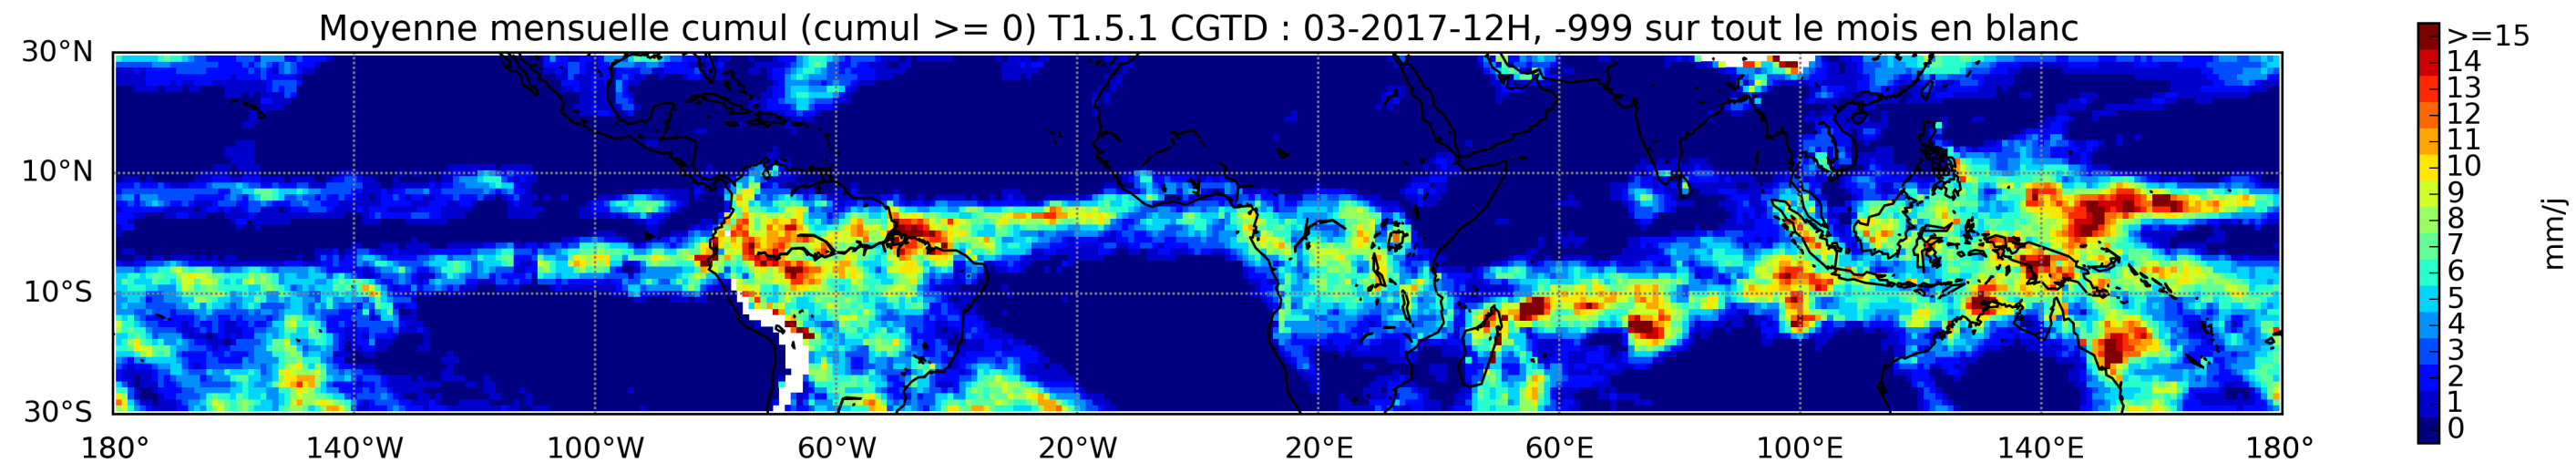 Moyenne mensuelle cumul (cumul >= 0) T1.5.1 CGTD : 03-2017-12H, -999 sur tout le mois en blanc
30°N
10°N
10°S
30°S
180° 140°W 100°W 60°W 20°W 20°E 60°E 100°E 140°E 180°
>=15
14
13
12
11
10
9
8
7
6
5
4
3
2
1
0
mm/j